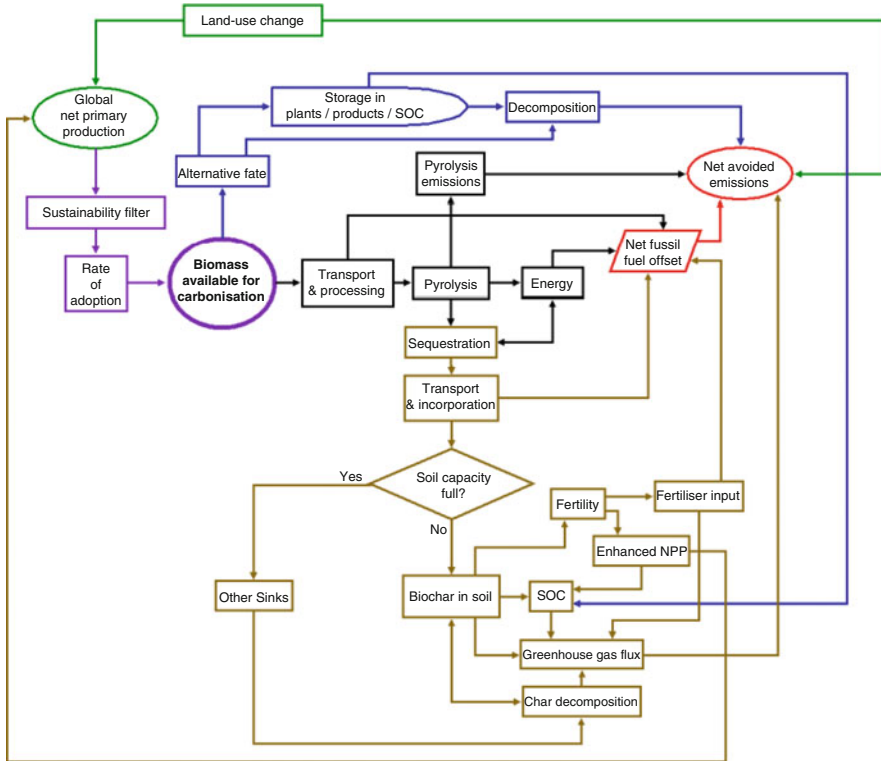 Land-use change
Global
net primary
production
Storage in
plants / products / SOC
Decomposition
Alternative fate
Pyrolysis
emissions
Net avoided
emissions
Sustainability filter
Rate
of
adoption
Biomass
available for
carbonisation
Transport
& processing
Pyrolysis
Energy
Net fussil
fuel offset
Sequestration
Transport
& incorporation
Yes
Soil capacity
full?
No
Fertility
Fertiliser input
Enhanced NPP
Other Sinks
Biochar in soil
SOC
Greenhouse gas flux
Char decomposition